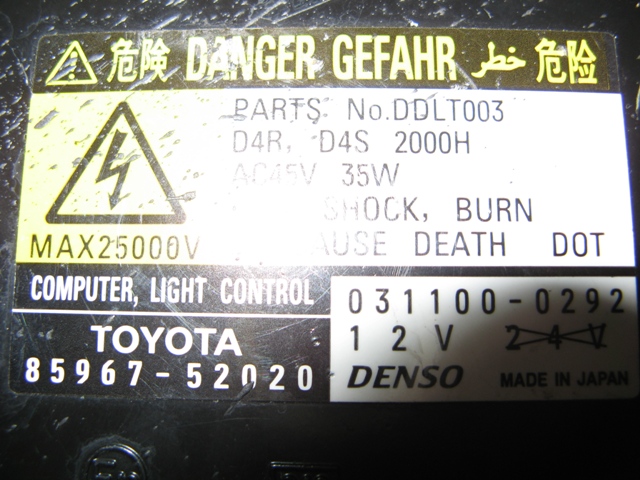 危険 DANGER GEFAHR خطر 危险
PARTS No.DDLT003
D4R, D4S 2000H
AC45V 35W
SHOCK, BURN
MAX25000V CAUSE DEATH DOT
COMPUTER, LIGHT CONTROL
031100-0292
TOYOTA
12V 24V
85967-52020
DENSO MADE IN JAPAN